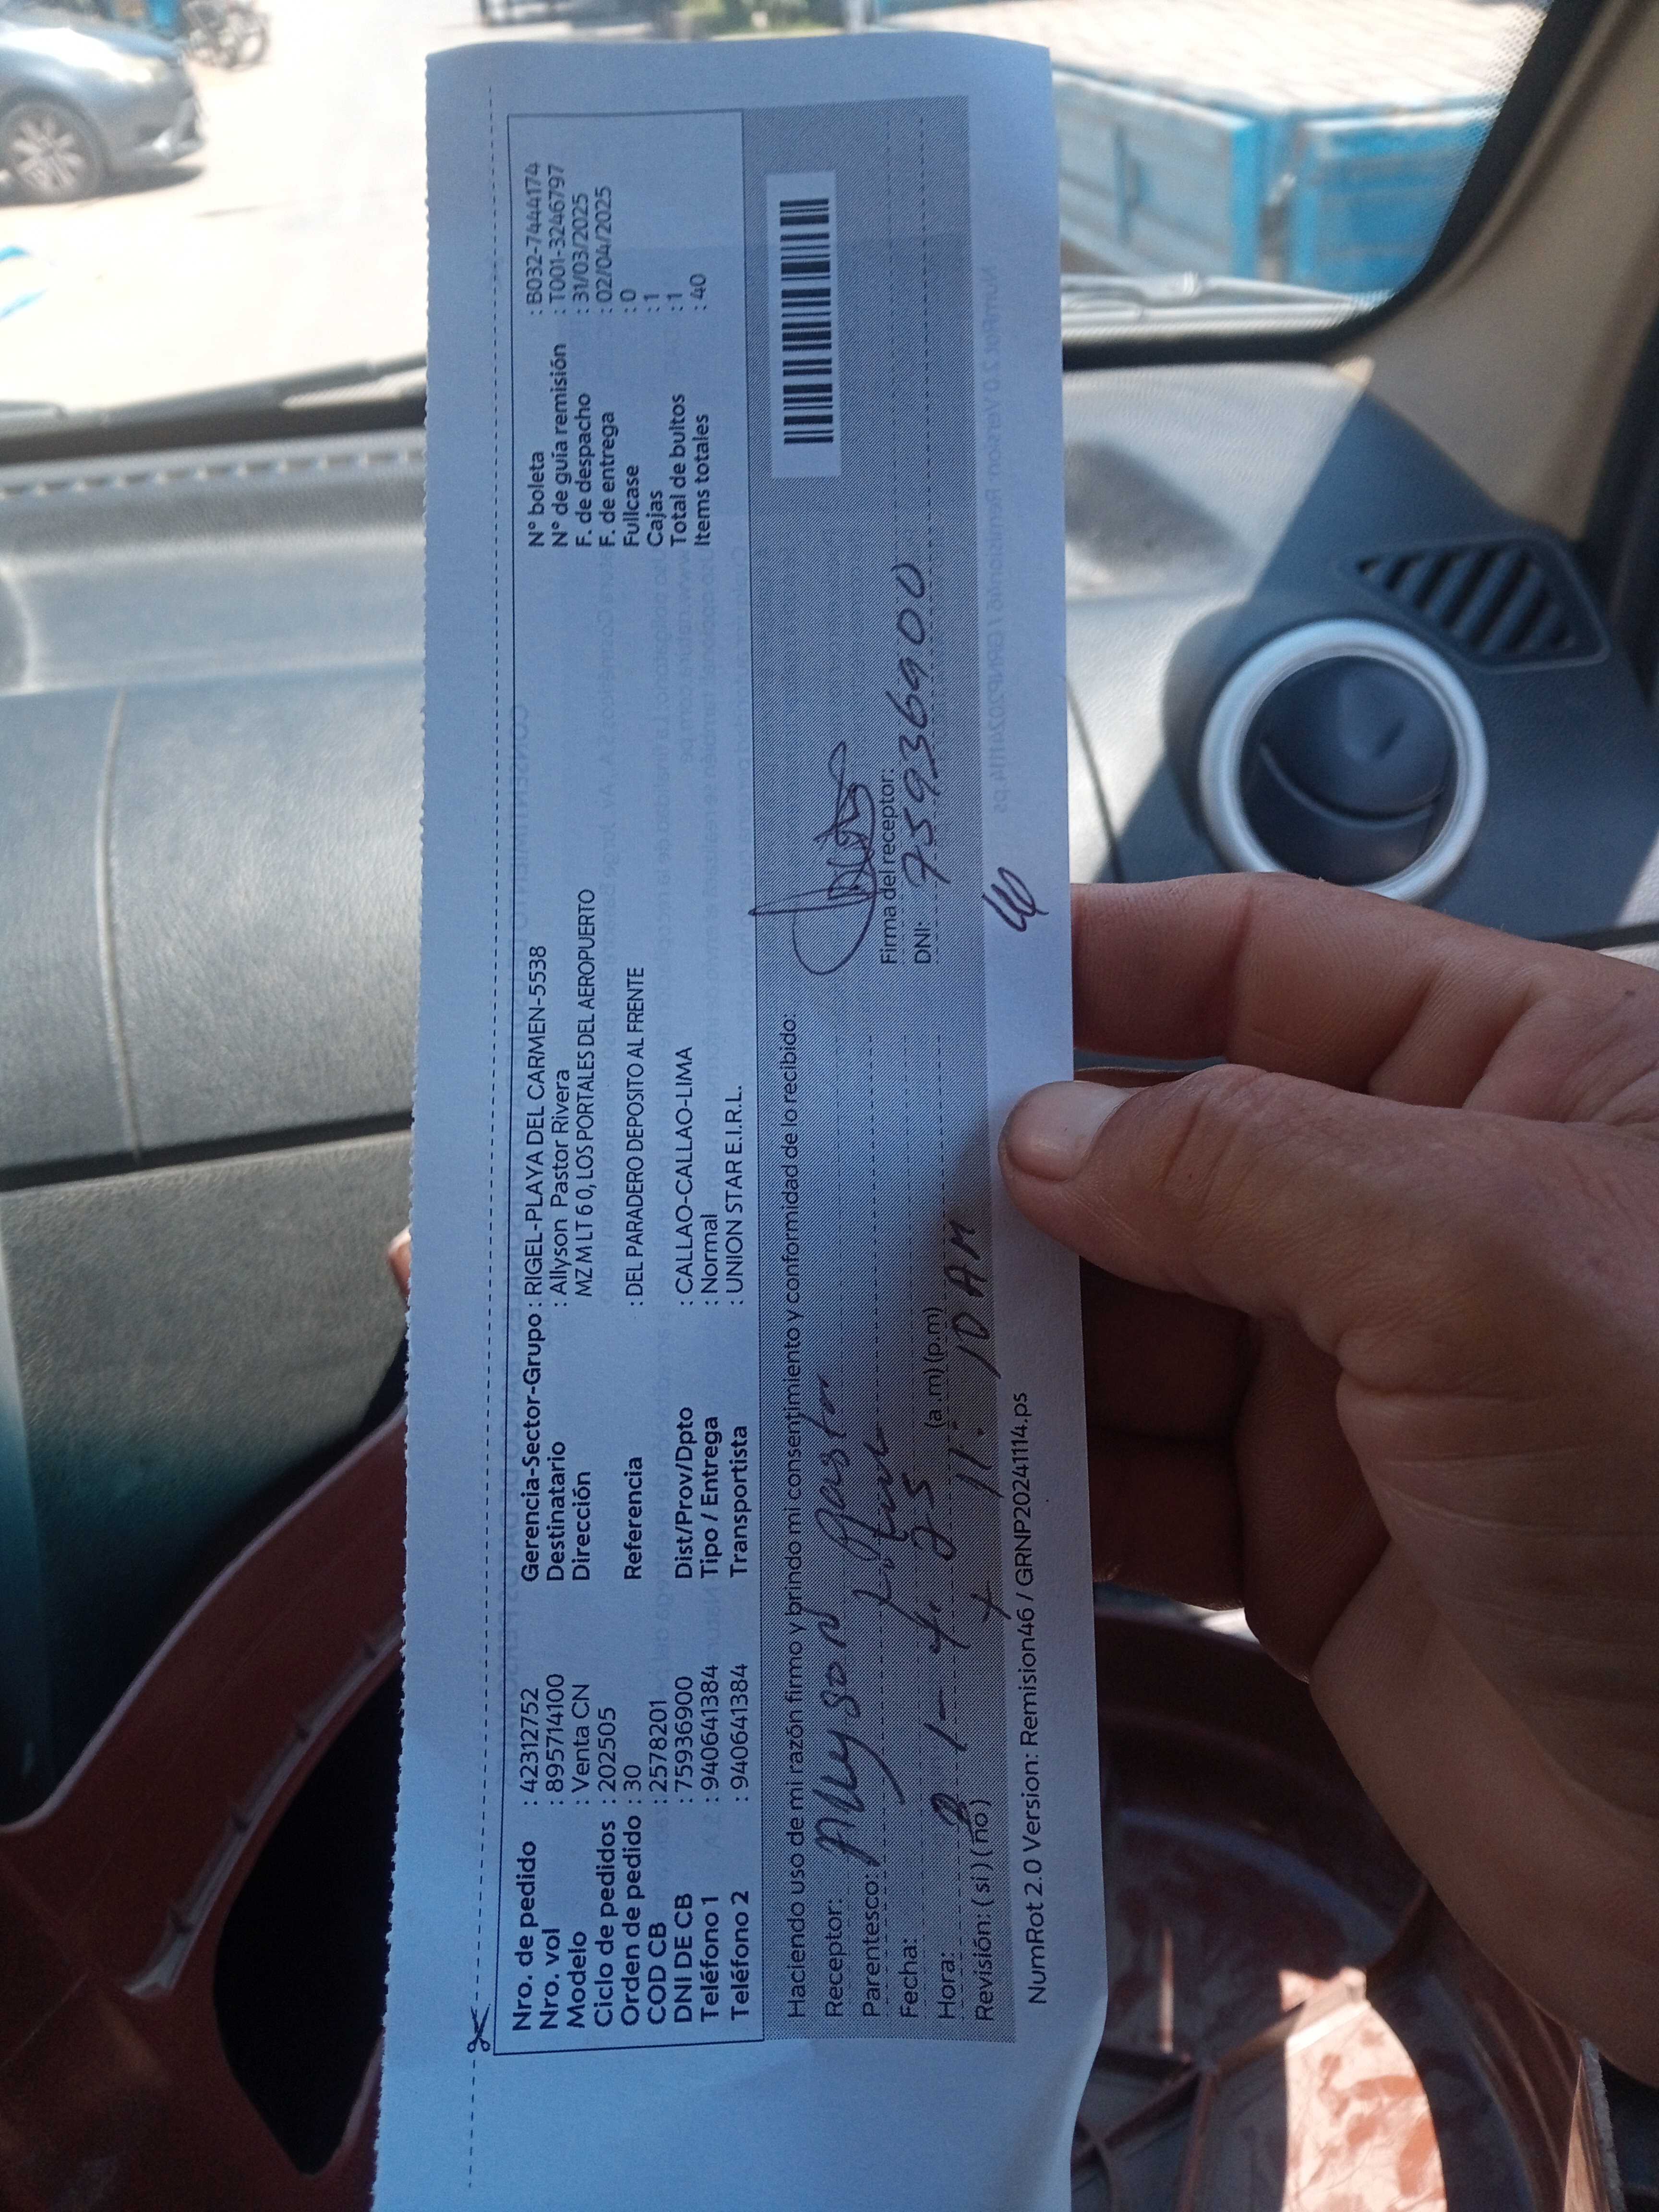 Nro. de pedido : 42312752
Nro. vol : 895714100
Modelo : Venta CN
Ciclo de pedidos : 202505
Orden de pedido : 30
COD CB : 2578201
DNI DE CB : 75936900
Teléfono 1 : 940641384
Teléfono 2 : 940641384
Gerencia-Sector-Grupo : RIGEL-PLAYA DEL CARMEN-5538
Destinatario : Allyson Pastor Rivera
Dirección MZ M LT 6 0, LOS PORTALES DEL AEROPUERTO
Referencia : DEL PARADERO DEPOSITO AL FRENTE
Dist/Prov/Dpto : CALLAO-CALLAO-LIMA
Tipo / Entrega : Normal
Transportista : UNION STAR E.I.R.L.
N° boleta : B032-7444174
N° de guía remisión : T001-3246797
F. de despacho : 31/03/2025
F. de entrega : 02/04/2025
Fullcase : 0
Cajas : 1
Total de bultos : 1
Items totales : 40
Haciendo uso de mi razón firmo y brindo mi consentimiento y conformidad de lo recibido:
Receptor: Allyson Pastor
Parentesco:
Fecha: 1-4.25
Hora: (a.m) (p.m) 11:10 AM
Revisión: ( si ) ( no )
Firma del receptor:
DNI: 75936900
NumRot 2.0 Version: Remision46 / GRNP20241114.ps